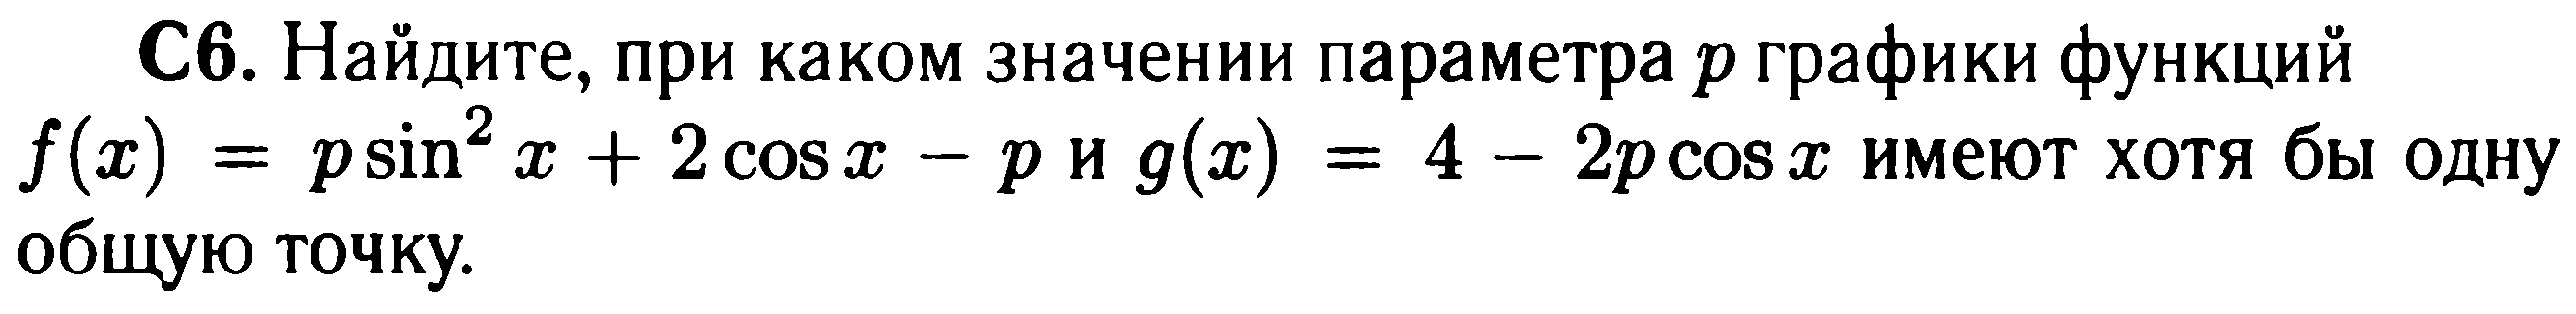 С6. Найдите, при каком значении параметра p графики функций
f(x) = p sin² x + 2 cos x − p и g(x) = 4 − 2p cos x имеют хотя бы одну
общую точку.